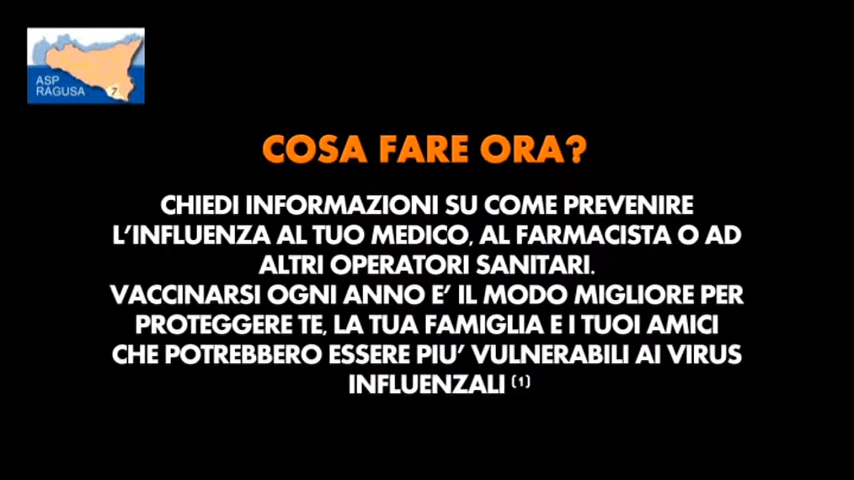 ASP
RAGUSA 7
COSA FARE ORA?
CHIEDI INFORMAZIONI SU COME PREVENIRE
L'INFLUENZA AL TUO MEDICO, AL FARMACISTA O AD
ALTRI OPERATORI SANITARI.
VACCINARSI OGNI ANNO E' IL MODO MIGLIORE PER
PROTEGGERE TE, LA TUA FAMIGLIA E I TUOI AMICI
CHE POTREBBERO ESSERE PIU' VULNERABILI AI VIRUS
INFLUENZALI (1)